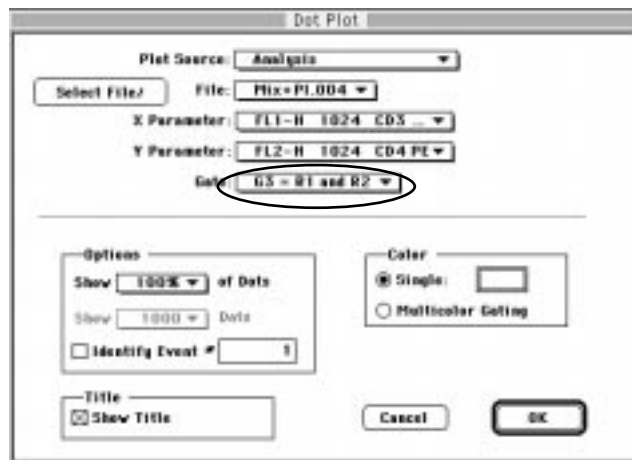 Dot Plot
Plot Source: Analysis
Select File
File: Mix+PI.004
X Parameter: FL1-H 1024 CD3 ...
Y Parameter: FL2-H 1024 CD4 PE
Gate: G3 = R1 and R2
Options
Show 100% of Dots
Show 1000 Dots
Identify Event # 1
Color
Single:
Multicolor Gating
Title
Show Title
Cancel
OK